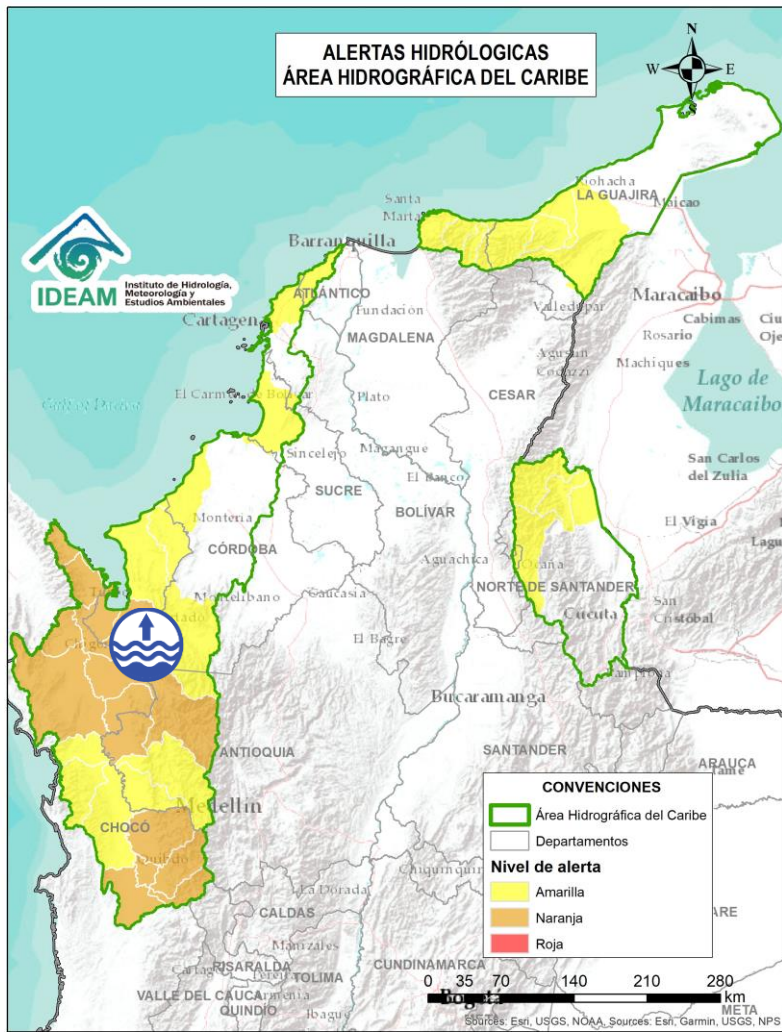 ALERTAS HIDRÓLOGICAS
ÁREA HIDROGRÁFICA DEL CARIBE
N
W
E
S
Riohacha
LA GUAJIRA
Maicao
Santa
Marta
Barranquilla
IDEAM
Instituto de Hidrología,
Meteorología y
Estudios Ambientales
ATLÁNTICO
Cartagen
Fundación
Valledupar
Maracaibo
MAGDALENA
Cabimas
Rosario
Agustín
Codazzi
Machiques
El Carmen de Bolívar
Plato
CESAR
Lago de
Maracaibo
Sincelejo
Magangue
San Carlos
del Zulia
SUCRE
El Banco
Montería
BOLÍVAR
El Vigia
CÓRDOBA
Aguachica
Ocaña
Montelibano
Caucasia
NORTE DE SANTANDER
Cucuta
San
Cristóbal
El Bagre
Bucaramanga
ANTIOQUIA
SANTANDER
ARAUCA
Medellín
CHOCÓ
Quibdó
La Dorada
CALDAS
Manizales
RISARALDA
TOLIMA
CUNDINAMARCA
VALLE DEL CAUCA
Armenia
QUINDÍO
Ibague
Bogotá
META
CONVENCIONES
Área Hidrográfica del Caribe
Departamentos
Nivel de alerta
Amarilla
Naranja
Roja
0 35 70 140 210 280
km
Sources: Esri, USGS, NOAA, Sources: Esri, Garmin, USGS, NPS